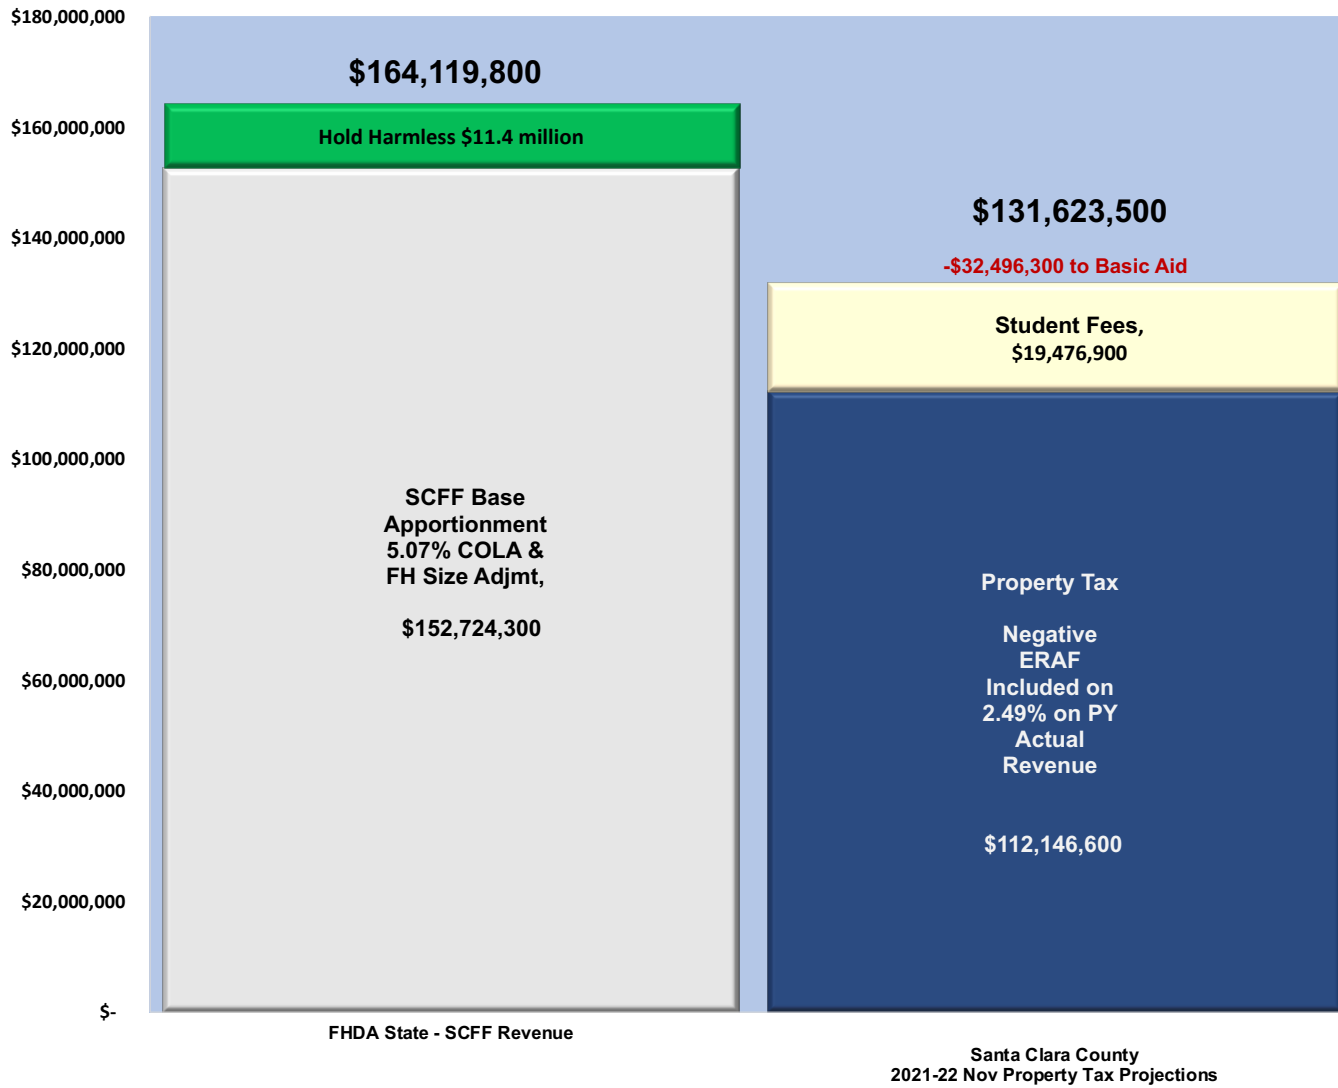 $180,000,000
$160,000,000
$140,000,000
$120,000,000
$100,000,000
$80,000,000
$60,000,000
$40,000,000
$20,000,000
$-
$164,119,800
Hold Harmless $11.4 million
SCFF Base
Apportionment
5.07% COLA &
FH Size Adjmt,
$152,724,300
FHDA State - SCFF Revenue
$131,623,500
-$32,496,300 to Basic Aid
Student Fees,
$19,476,900
Property Tax
Negative
ERAF
Included on
2.49% on PY
Actual
Revenue
$112,146,600
Santa Clara County
2021-22 Nov Property Tax Projections